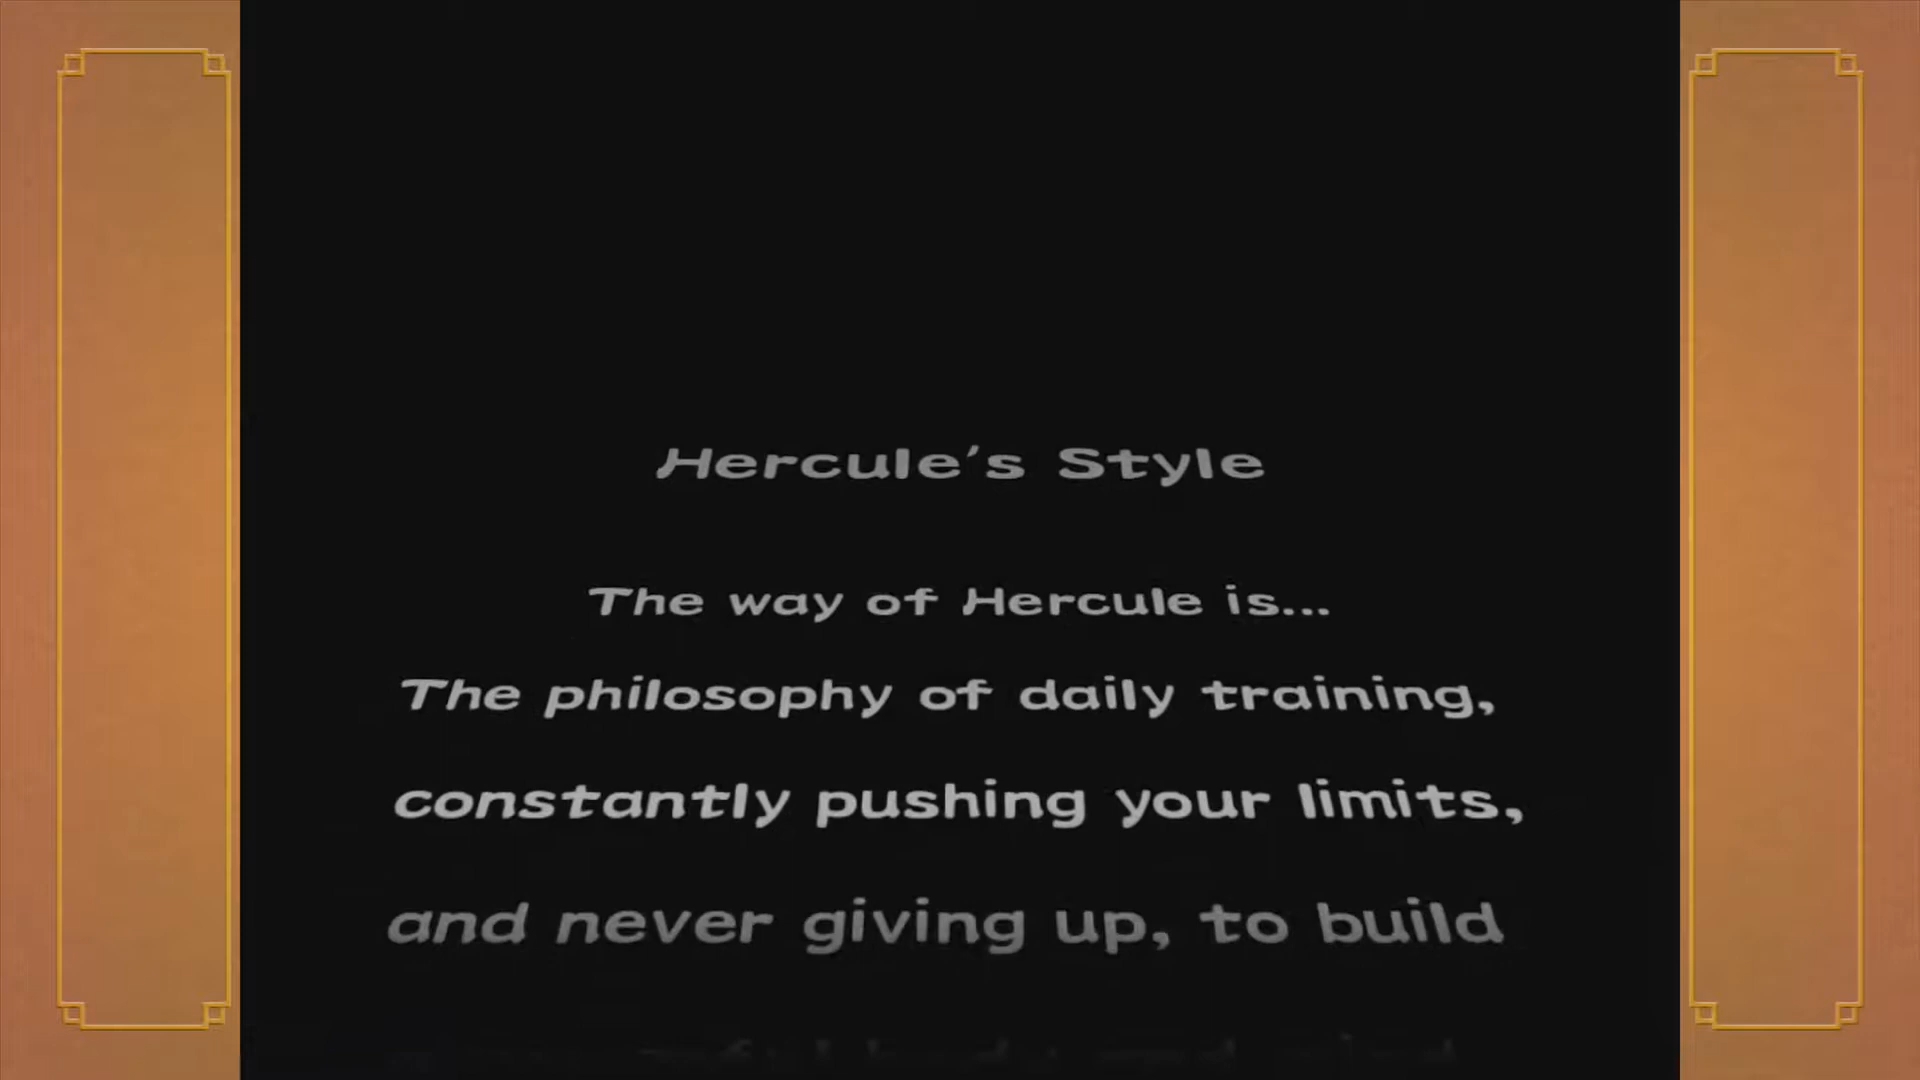 Hercule's Style
The way of Hercule is...
The philosophy of daily training,
constantly pushing your limits,
and never giving up, to build